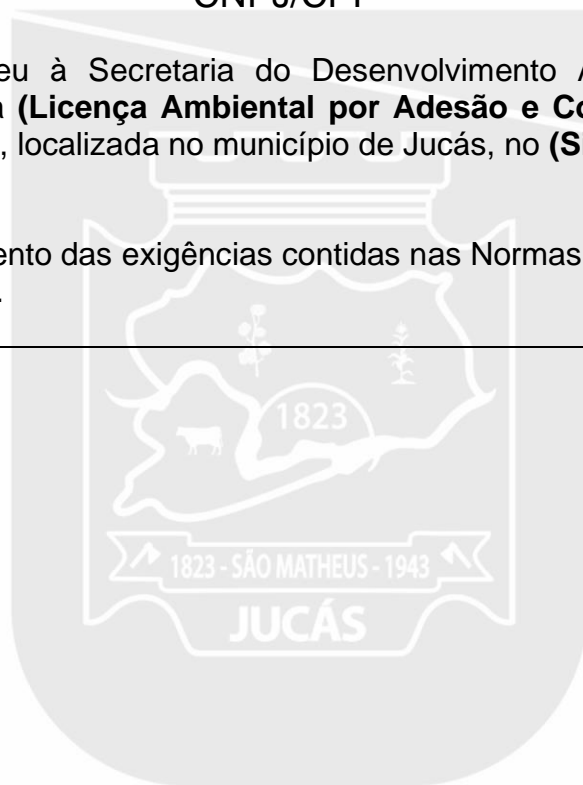 CNPJ/CPF
eu à Secretaria do Desenvolvimento
(Licença Ambiental por Adesão e Co
, localizada no município de Jucás, no (S
ento das exigências contidas nas Normas
.
1823
1823 - SÃO MATHEUS - 1943
JUCÁS